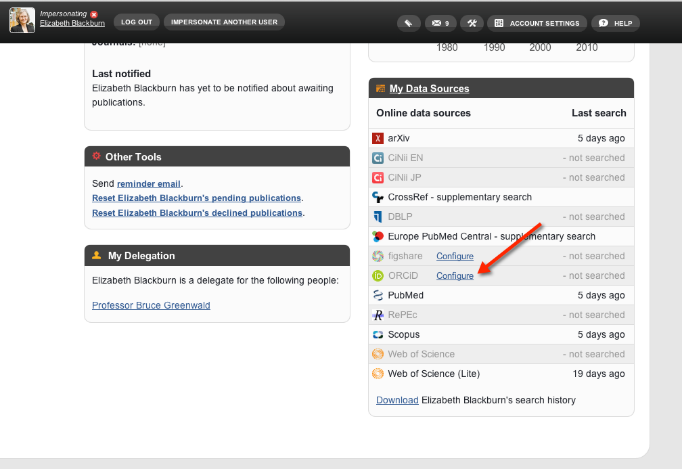 Impersonating
Elizabeth Blackburn
LOG OUT
IMPERSONATE ANOTHER USER
9
ACCOUNT SETTINGS
? HELP
Journals: [none]
Last notified
Elizabeth Blackburn has yet to be notified about awaiting
publications.
Other Tools
Send reminder email.
Reset Elizabeth Blackburn's pending publications.
Reset Elizabeth Blackburn's declined publications.
My Delegation
Elizabeth Blackburn is a delegate for the following people:
Professor Bruce Greenwald
1980 1990 2000 2010
My Data Sources
Online data sources Last search
arXiv 5 days ago
CiNii EN - not searched
CiNii JP - not searched
CrossRef - supplementary search
DBLP - not searched
Europe PubMed Central - supplementary search
figshare Configure - not searched
iD ORCID Configure - not searched
PubMed 5 days ago
R RePEc - not searched
Scopus 5 days ago
Web of Science - not searched
Web of Science (Lite) 19 days ago
Download Elizabeth Blackburn's search history